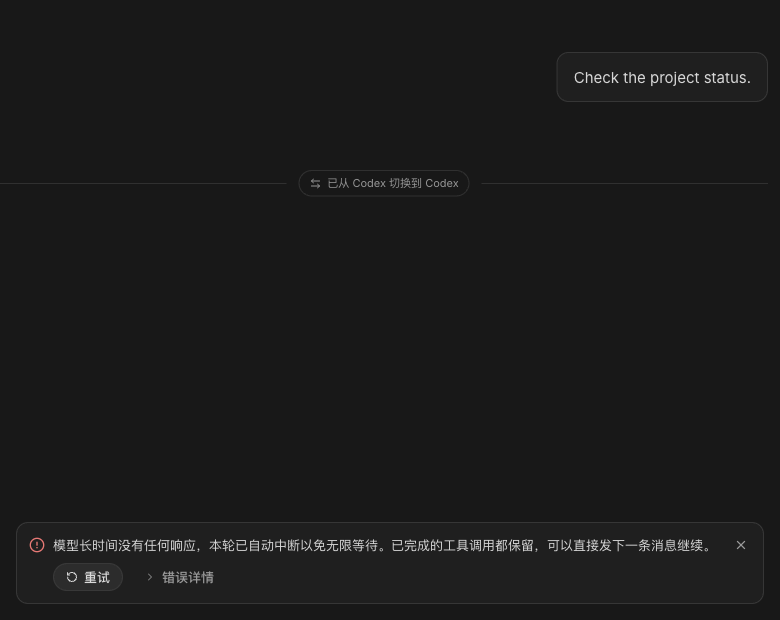 Check the project status.
已从 Codex 切换到 Codex
模型长时间没有任何响应，本轮已自动中断以免无限等待。已完成的工具调用都保留，可以直接发下一条消息继续。
重试
错误详情